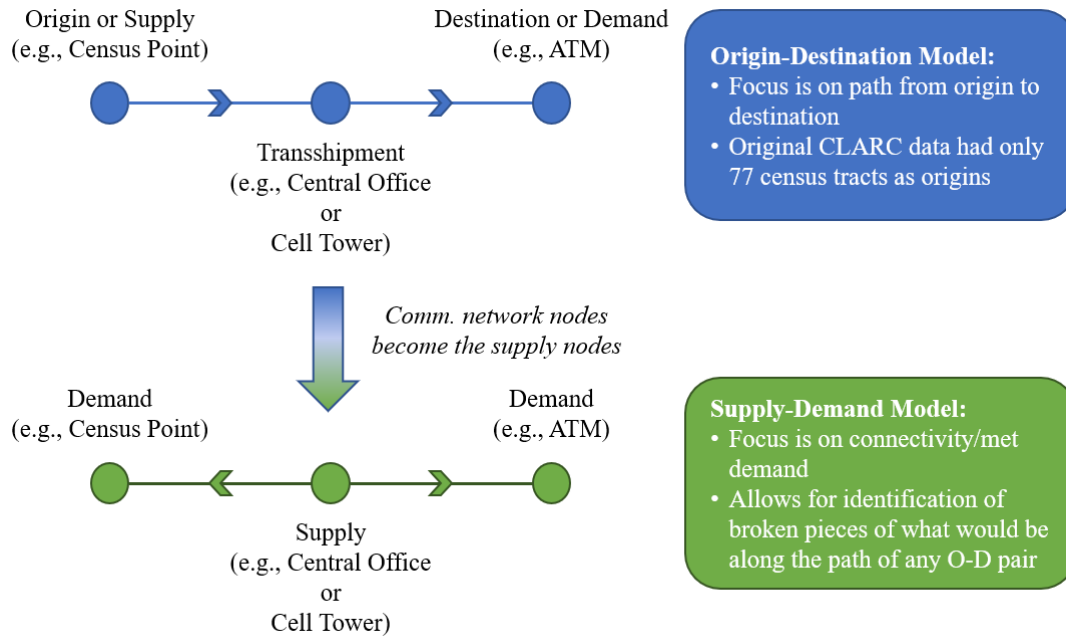 Origin or Supply
(e.g., Census Point)
Destination or Demand
(e.g., ATM)
Transshipment
(e.g., Central Office
or
Cell Tower)
Origin-Destination Model:
• Focus is on path from origin to
destination
• Original CLARC data had only
77 census tracts as origins
Comm. network nodes
become the supply nodes
Demand
(e.g., Census Point)
Demand
(e.g., ATM)
Supply
(e.g., Central Office
or
Cell Tower)
Supply-Demand Model:
• Focus is on connectivity/met
demand
• Allows for identification of
broken pieces of what would be
along the path of any O-D pair